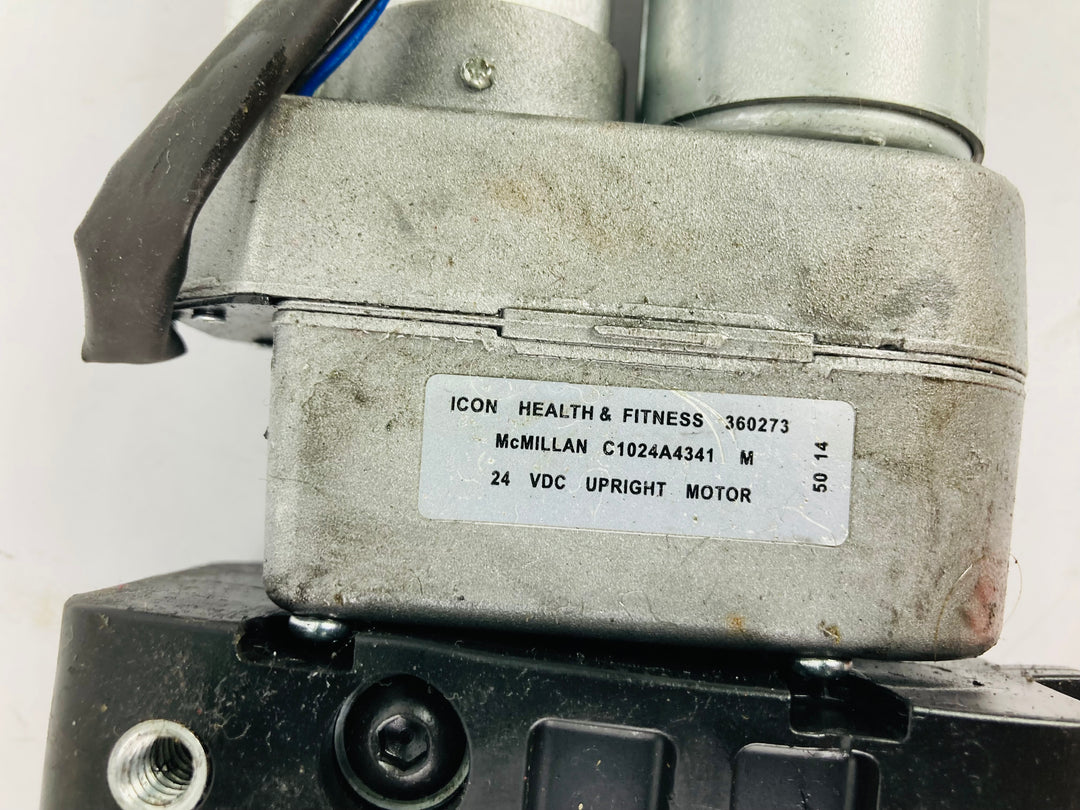 ICON HEALTH & FITNESS 360273
McMILLAN C1024A4341 M
24 VDC UPRIGHT MOTOR
50 14